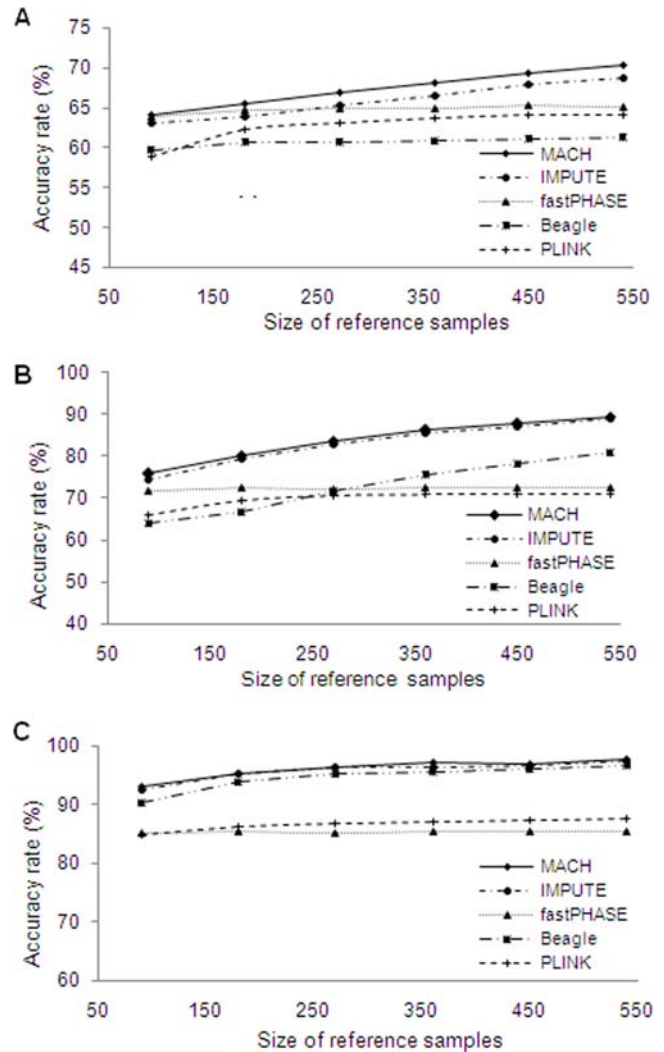 A
Accuracy rate (%)
75
70
65
60
55
50
45
50 150 250 350 450 550
Size of reference samples
MACH
IMPUTE
fastPHASE
Beagle
PLINK
B
Accuracy rate (%)
100
90
80
70
60
50
40
50 150 250 350 450 550
Size of reference samples
MACH
IMPUTE
fastPHASE
Beagle
PLINK
C
Accuracy rate (%)
100
90
80
70
60
50 150 250 350 450 550
Size of reference samples
MACH
IMPUTE
fastPHASE
Beagle
PLINK